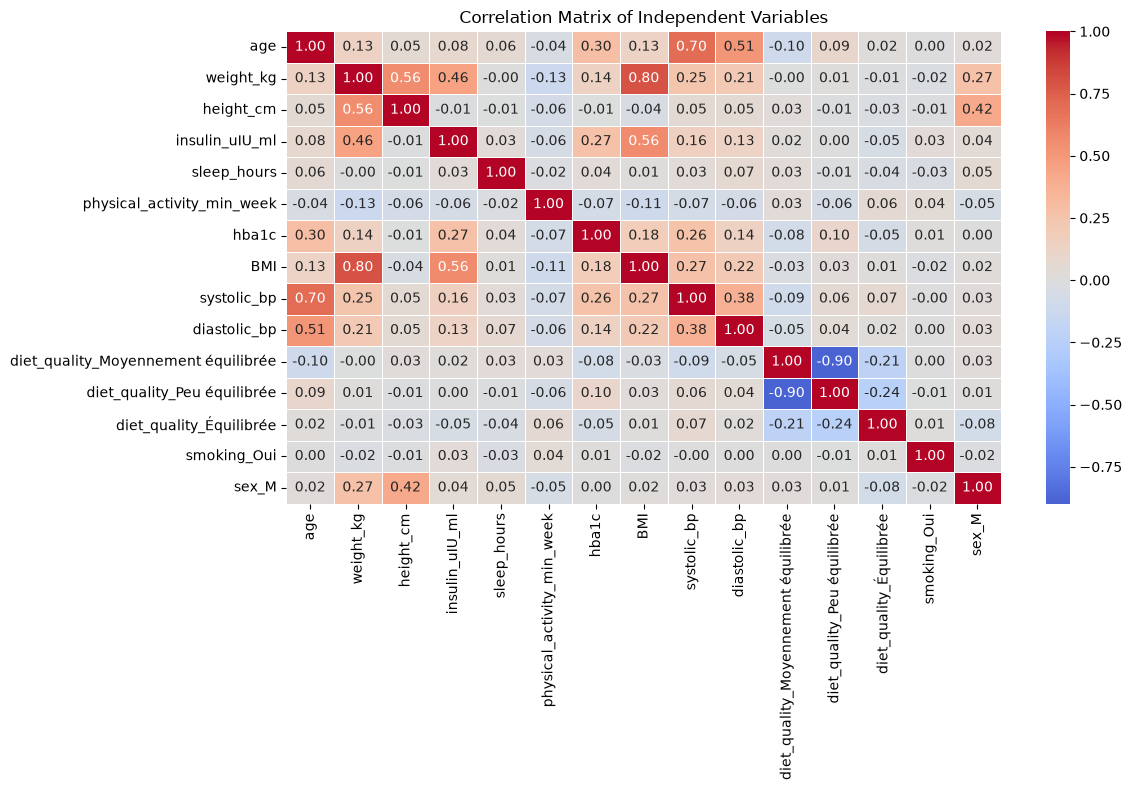 Correlation Matrix of Independent Variables
age 1.00 0.13 0.05 0.08 0.06 -0.04 0.30 0.13 0.70 0.51 -0.10 0.09 0.02 0.00 0.02
weight_kg 0.13 1.00 0.56 0.46 -0.00 -0.13 0.14 0.80 0.25 0.21 -0.00 0.01 -0.01 -0.02 0.27
height_cm 0.05 0.56 1.00 -0.01 -0.01 -0.06 -0.01 -0.04 0.05 0.05 0.03 -0.01 -0.03 -0.01 0.42
insulin_uIU_ml 0.08 0.46 -0.01 1.00 0.03 -0.06 0.27 0.56 0.16 0.13 0.02 0.00 -0.05 0.03 0.04
sleep_hours 0.06 -0.00 -0.01 0.03 1.00 -0.02 0.04 0.01 0.03 0.07 0.03 -0.01 -0.04 -0.03 0.05
physical_activity_min_week -0.04 -0.13 -0.06 -0.06 -0.02 1.00 -0.07 -0.11 -0.07 -0.06 0.03 -0.06 0.06 0.04 -0.05
hba1c 0.30 0.14 -0.01 0.27 0.04 -0.07 1.00 0.18 0.26 0.14 -0.08 0.10 -0.05 0.01 0.00
BMI 0.13 0.80 -0.04 0.56 0.01 -0.11 0.18 1.00 0.27 0.22 -0.03 0.03 0.01 -0.02 0.02
systolic_bp 0.70 0.25 0.05 0.16 0.03 -0.07 0.26 0.27 1.00 0.38 -0.09 0.06 0.07 -0.00 0.03
diastolic_bp 0.51 0.21 0.05 0.13 0.07 -0.06 0.14 0.22 0.38 1.00 -0.05 0.04 0.02 0.00 0.03
diet_quality_Moyennement équilibrée -0.10 -0.00 0.03 0.02 0.03 0.03 -0.08 -0.03 -0.09 -0.05 1.00 -0.90 -0.21 0.00 0.03
diet_quality_Peu équilibrée 0.09 0.01 -0.01 0.00 -0.01 -0.06 0.10 0.03 0.06 0.04 -0.90 1.00 -0.24 -0.01 0.01
diet_quality_Équilibrée 0.02 -0.01 -0.03 -0.05 -0.04 0.06 -0.05 0.01 0.07 0.02 -0.21 -0.24 1.00 0.01 -0.08
smoking_Oui 0.00 -0.02 -0.01 0.03 -0.03 0.04 0.01 -0.02 -0.00 0.00 0.00 -0.01 0.01 1.00 -0.02
sex_M 0.02 0.27 0.42 0.04 0.05 -0.05 0.00 0.02 0.03 0.03 0.03 0.01 -0.08 -0.02 1.00
age
weight_kg
height_cm
insulin_uIU_ml
sleep_hours
physical_activity_min_week
hba1c
BMI
systolic_bp
diastolic_bp
diet_quality_Moyennement équilibrée
diet_quality_Peu équilibrée
diet_quality_Équilibrée
smoking_Oui
sex_M
1.00
0.75
0.50
0.25
0.00
−0.25
−0.50
−0.75